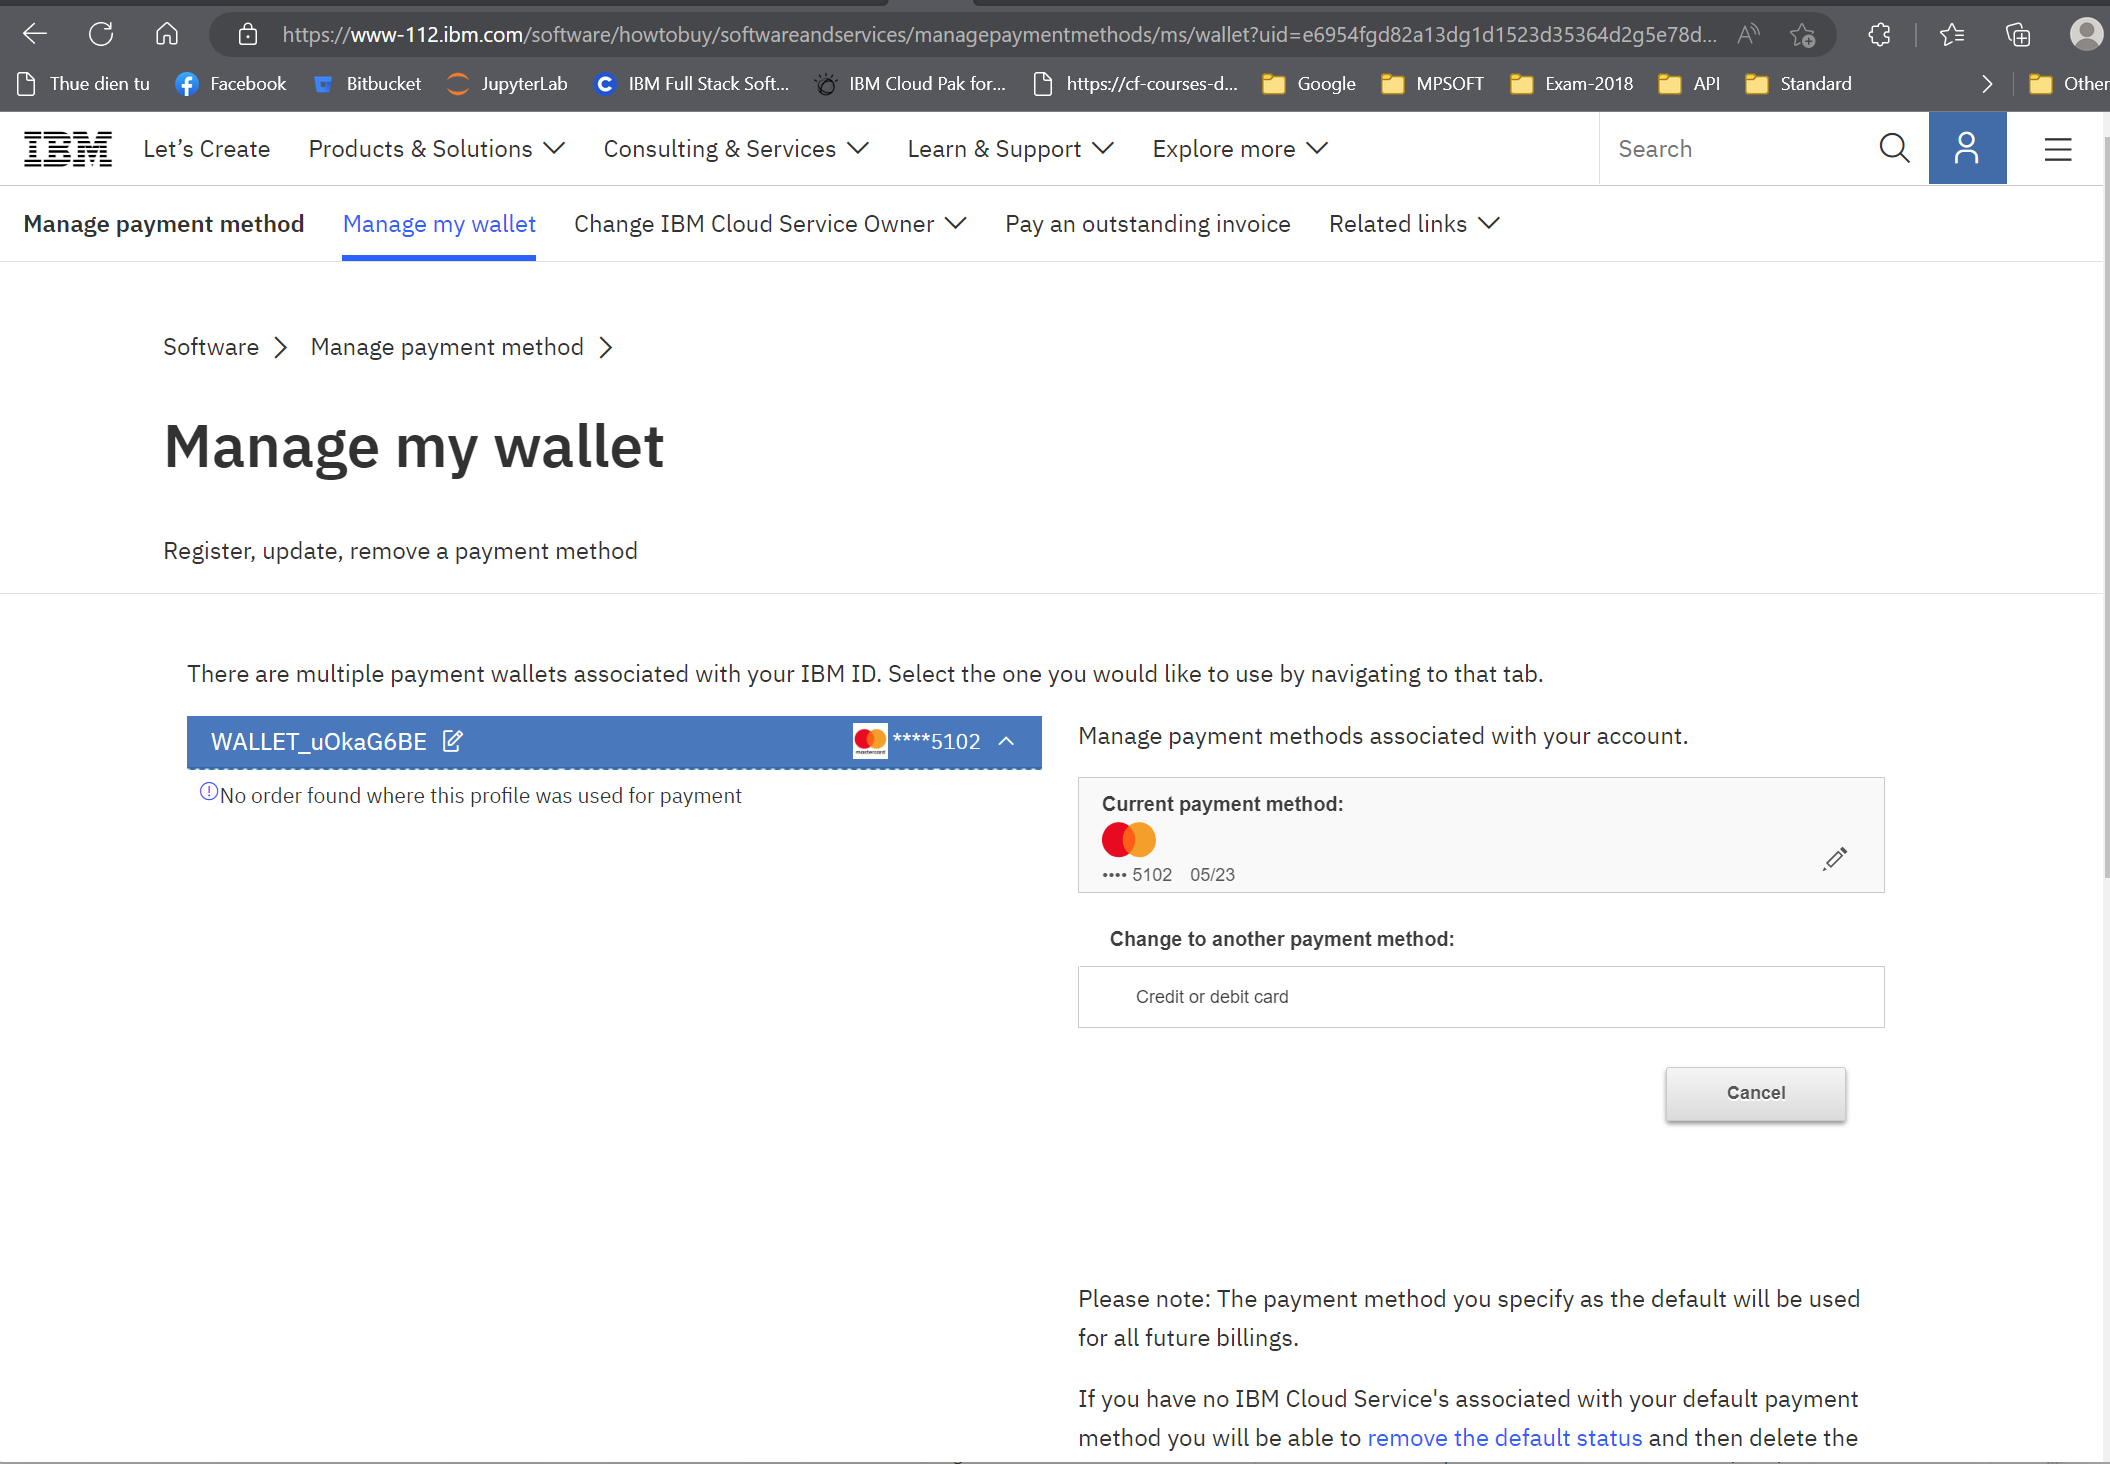 https://www-112.ibm.com/software/howtobuy/softwareandservices/managepaymentmethods/ms/wallet?uid=e6954fgd82a13dg1d1523d35364d2g5e78d...
Thue dien tu Facebook Bitbucket JupyterLab IBM Full Stack Soft... IBM Cloud Pak for... https://cf-courses-d... Google MPSOFT Exam-2018 API Standard Other
IBM Let's Create Products & Solutions Consulting & Services Learn & Support Explore more Search
Manage payment method Manage my wallet Change IBM Cloud Service Owner Pay an outstanding invoice Related links
Software Manage payment method
Manage my wallet
Register, update, remove a payment method
There are multiple payment wallets associated with your IBM ID. Select the one you would like to use by navigating to that tab.
WALLET_uOkaG6BE mastercard ****5102
No order found where this profile was used for payment
Manage payment methods associated with your account.
Current payment method:
•••• 5102 05/23
Change to another payment method:
Credit or debit card
Cancel
Please note: The payment method you specify as the default will be used
for all future billings.
If you have no IBM Cloud Service's associated with your default payment
method you will be able to remove the default status and then delete the